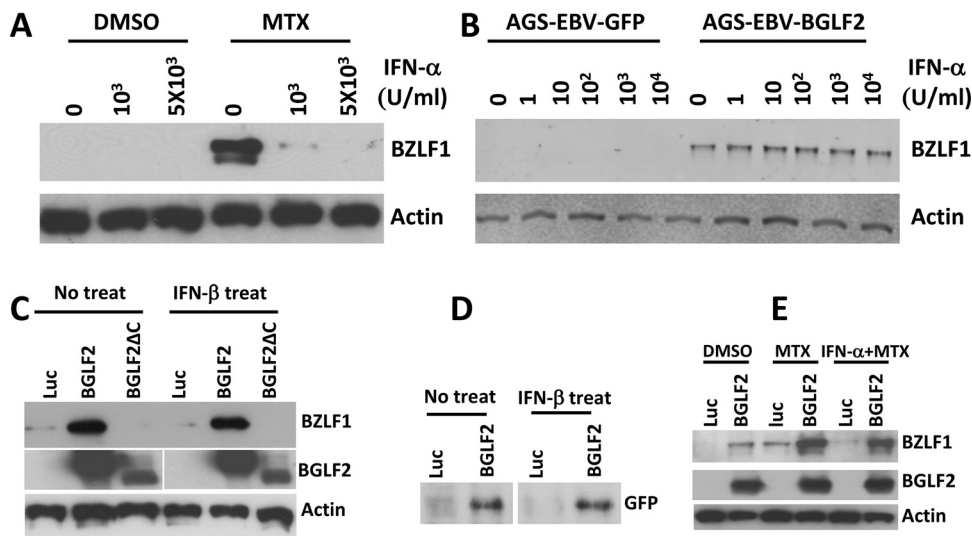 A
DMSO MTX
0 10³ 5X10³ 0 10³ 5X10³ IFN-α (U/ml)
BZLF1
Actin
B
AGS-EBV-GFP AGS-EBV-BGLF2
0 1 10 10² 10³ 10⁴ 0 1 10 10² 10³ 10⁴ IFN-α (U/ml)
BZLF1
Actin
C
No treat IFN-β treat
Luc BGLF2 BGLF2ΔC Luc BGLF2 BGLF2ΔC
BZLF1
BGLF2
Actin
D
No treat IFN-β treat
Luc BGLF2 Luc BGLF2
GFP
E
DMSO MTX IFN-α+MTX
Luc BGLF2 luc BGLF2 Luc BGLF2
BZLF1
BGLF2
Actin